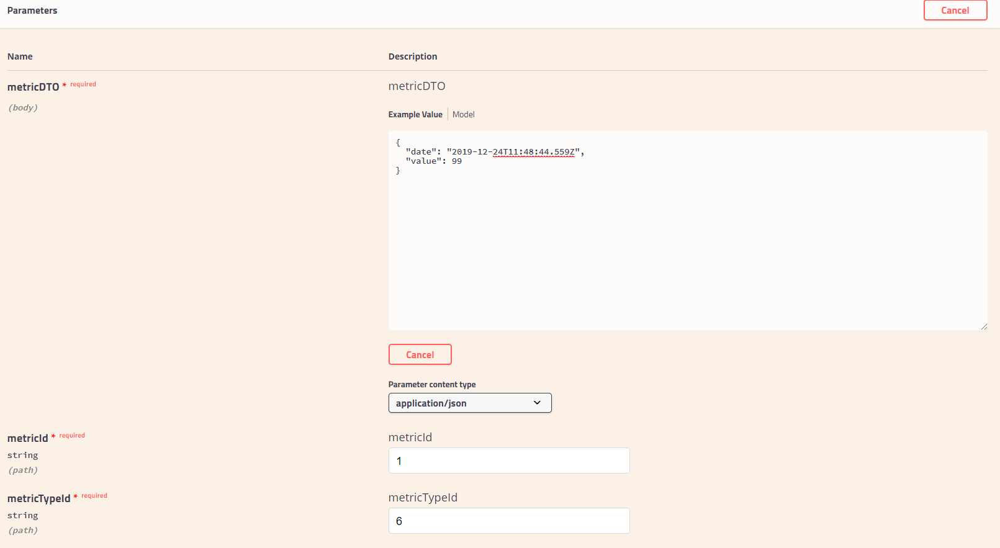 Parameters
Cancel
Name
Description
metricDTO * required
(body)
metricDTO
Example Value
Model
{
  "date": "2019-12-24T11:48:44.559Z",
  "value": 99
}
Cancel
Parameter content type
application/json
metricId * required
string
(path)
metricId
1
metricTypeId * required
string
(path)
metricTypeId
6